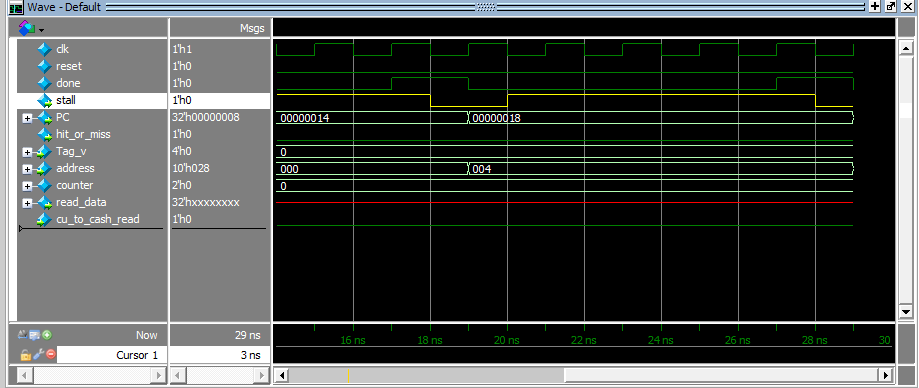 Wave - Default
Msgs
clk 1'h1
reset 1'h0
done 1'h0
stall 1'h0
PC 32'h00000008 00000014 00000018
hit_or_miss 1'h0
Tag_v 4'h0 0
address 10'h028 000 004
counter 2'h0 0
read_data 32'hxxxxxxxx
cu_to_cash_read 1'h0
Now 29 ns 16 ns 18 ns 20 ns 22 ns 24 ns 26 ns 28 ns 30
Cursor 1 3 ns